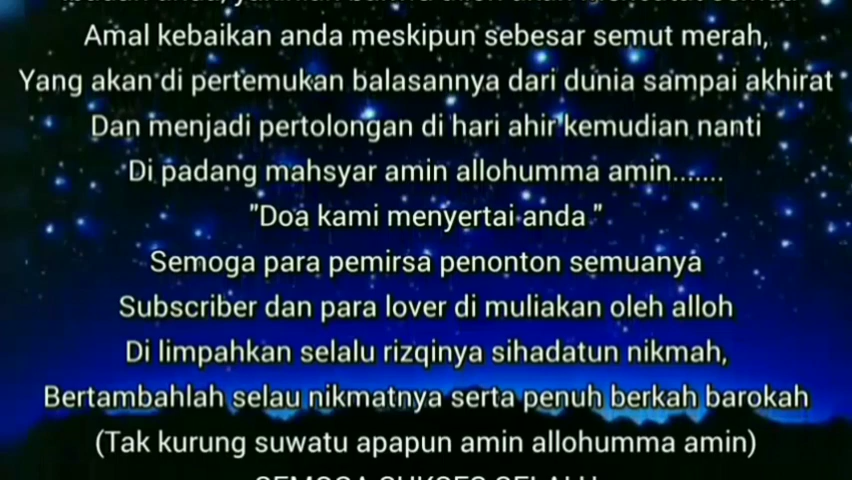 Amal kebaikan anda meskipun sebesar semut merah,
Yang akan di pertemukan balasannya dari dunia sampai akhirat
Dan menjadi pertolongan di hari ahir kemudian nanti
Di padang mahsyar amin allohumma amin.......
"Doa kami menyertai anda "
Semoga para pemirsa penonton semuanya
Subscriber dan para lover di muliakan oleh alloh
Di limpahkan selalu rizqinya sihadatun nikmah,
Bertambahlah selau nikmatnya serta penuh berkah barokah
(Tak kurung suwatu apapun amin allohumma amin)
SEMOGA SUKSES SELALU